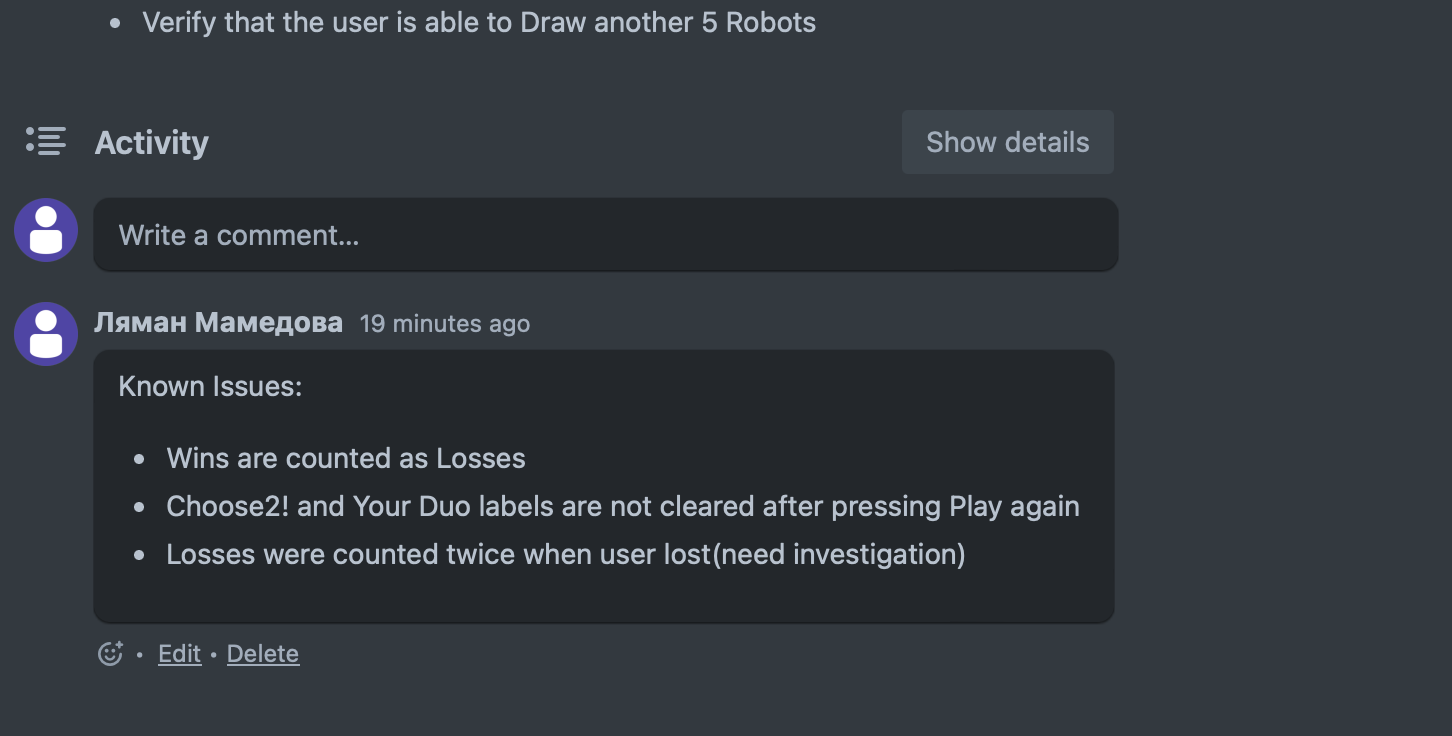 Verify that the user is able to Draw another 5 Robots
Activity
Show details
Write a comment...
Ляман Мамедова 19 minutes ago
Known Issues:
Wins are counted as Losses
Choose2! and Your Duo labels are not cleared after pressing Play again
Losses were counted twice when user lost(need investigation)
Edit • Delete